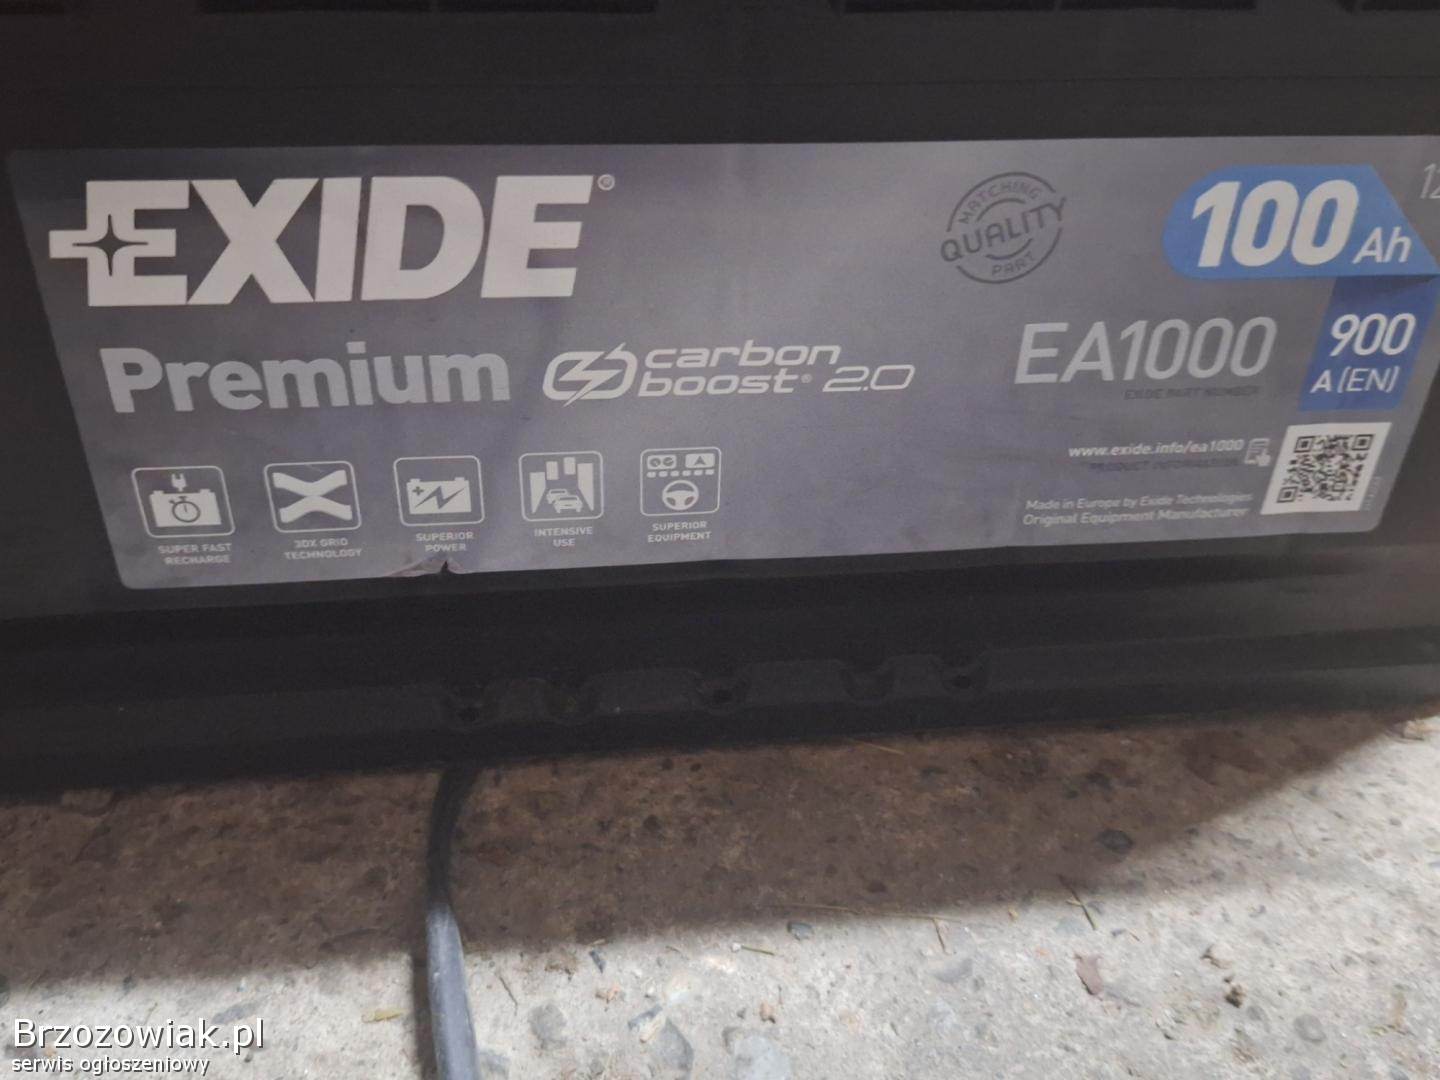 EXIDE®
MATCHING
QUALITY
PART
100 Ah
12
Premium
carbon
boost® 2.0
EA1000
EXIDE PART NUMBER
900
A (EN)
www.exide.info/ea1000
PRODUCT INFORMATION
Made in Europe by Exide Technologies
Original Equipment Manufacturer
SUPER FAST
RECHARGE
3DX GRID
TECHNOLOGY
SUPERIOR
POWER
INTENSIVE
USE
SUPERIOR
EQUIPMENT
Brzozowiak.pl
serwis ogłoszeniowy